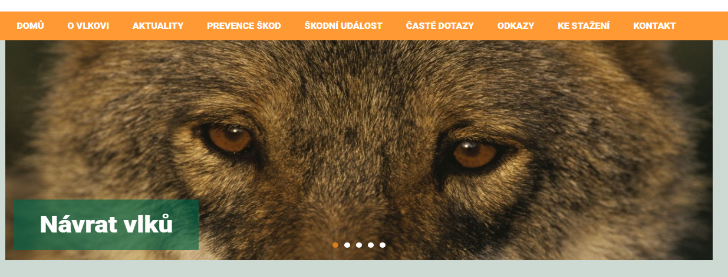 DOMŮ O VLKOVI AKTUALITY PREVENCE ŠKOD ŠKODNÍ UDÁLOST ČASTÉ DOTAZY ODKAZY KE STAŽENÍ KONTAKT
Návrat vlků